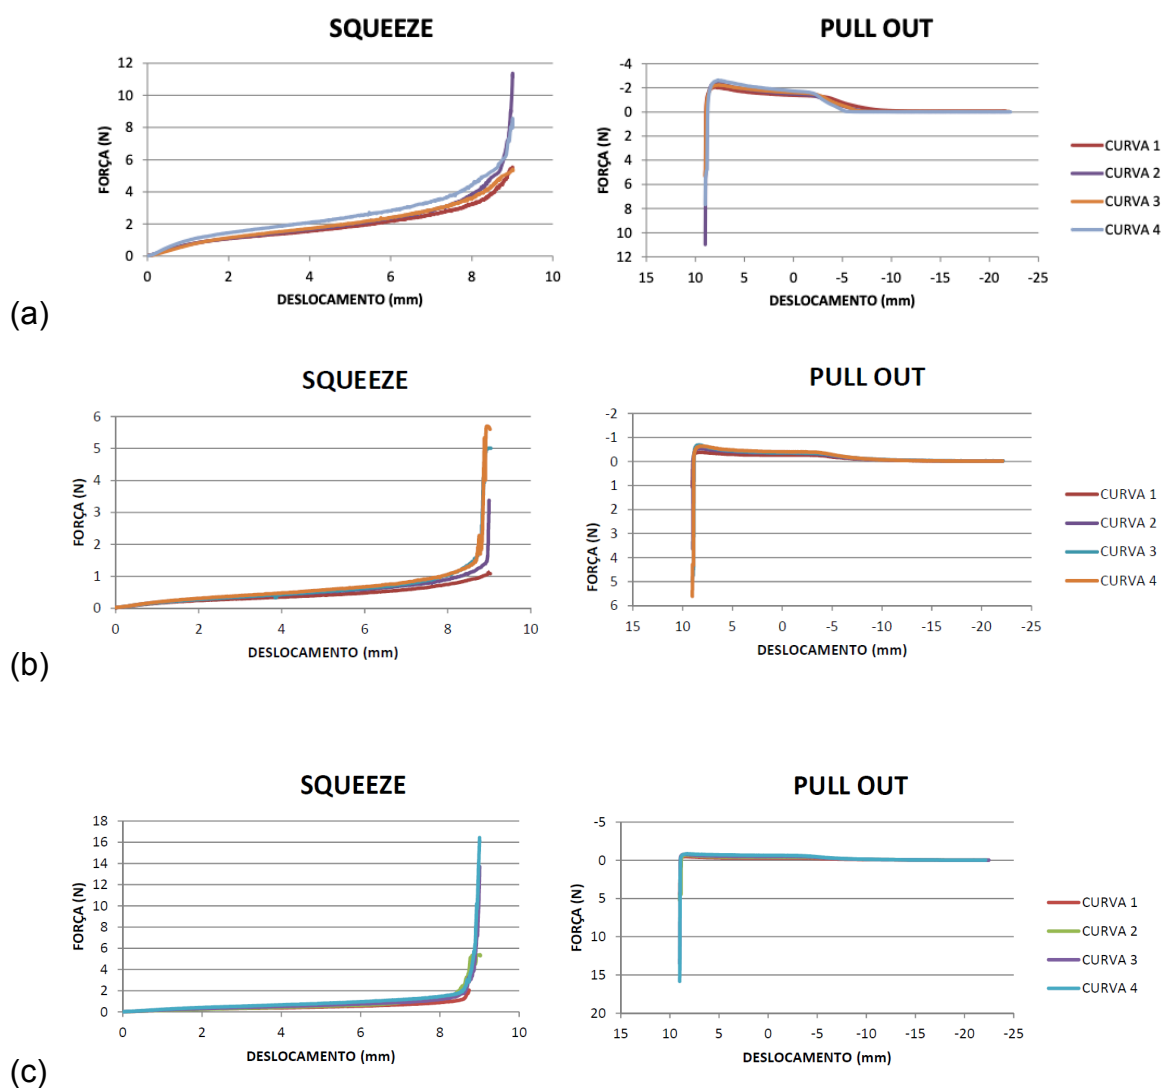 SQUEEZE
12
10
8
6
4
2
0
FORÇA (N)
0 2 4 6 8 10
DESLOCAMENTO (mm)
PULL OUT
-4
-2
0
2
4
6
8
10
12
FORÇA (N)
15 10 5 0 -5 -10 -15 -20 -25
DESLOCAMENTO (mm)
CURVA 1
CURVA 2
CURVA 3
CURVA 4
(a)
SQUEEZE
6
5
4
3
2
1
0
FORÇA (N)
0 2 4 6 8 10
DESLOCAMENTO (mm)
PULL OUT
-2
-1
0
1
2
3
4
5
6
FORÇA (N)
15 10 5 0 -5 -10 -15 -20 -25
DESLOCAMENTO (mm)
CURVA 1
CURVA 2
CURVA 3
CURVA 4
(b)
SQUEEZE
18
16
14
12
10
8
6
4
2
0
FORÇA (N)
0 2 4 6 8 10
DESLOCAMENTO (mm)
PULL OUT
-5
0
5
10
15
20
FORÇA (N)
15 10 5 0 -5 -10 -15 -20 -25
DESLOCAMENTO (mm)
CURVA 1
CURVA 2
CURVA 3
CURVA 4
(c)